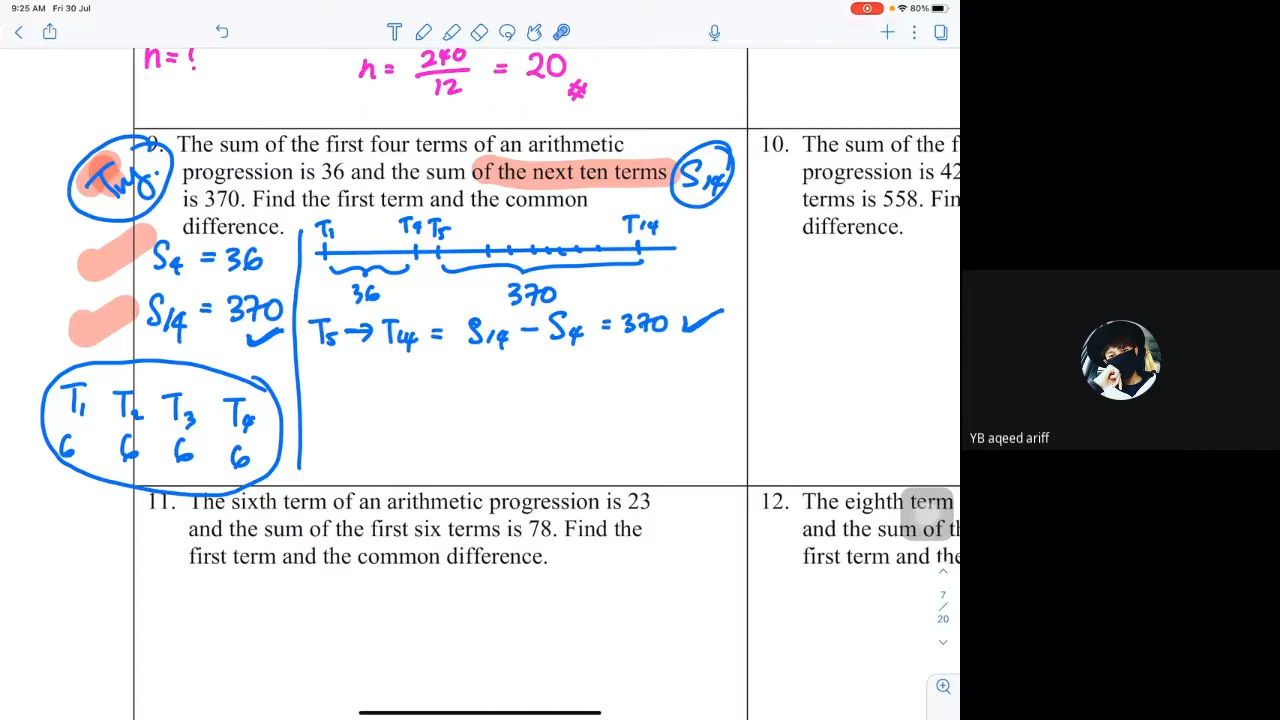 9:25 AM Fri 30 Jul
80%
n = ?
n = 240/12 = 20 #
9. The sum of the first four terms of an arithmetic
progression is 36 and the sum of the next ten terms
is 370. Find the first term and the common
difference.
S14
S4 = 36
S14 = 370 ✓
T1 T4 T5 T14
36 370
T5 → T14 = S14 − S4 = 370 ✓
T1 T2 T3 T4
6 6 6 6
10. The sum of the f
progression is 42
terms is 558. Fin
difference.
11. The sixth term of an arithmetic progression is 23
and the sum of the first six terms is 78. Find the
first term and the common difference.
12. The eighth term
and the sum of th
first term and the
7
/
20
YB aqeed ariff